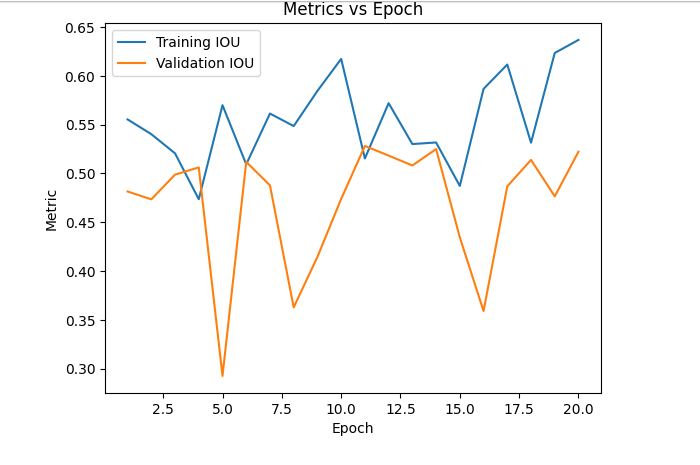 Metrics vs Epoch
Training IOU
Validation IOU
0.65
0.60
0.55
0.50
0.45
0.40
0.35
0.30
Metric
2.5 5.0 7.5 10.0 12.5 15.0 17.5 20.0
Epoch